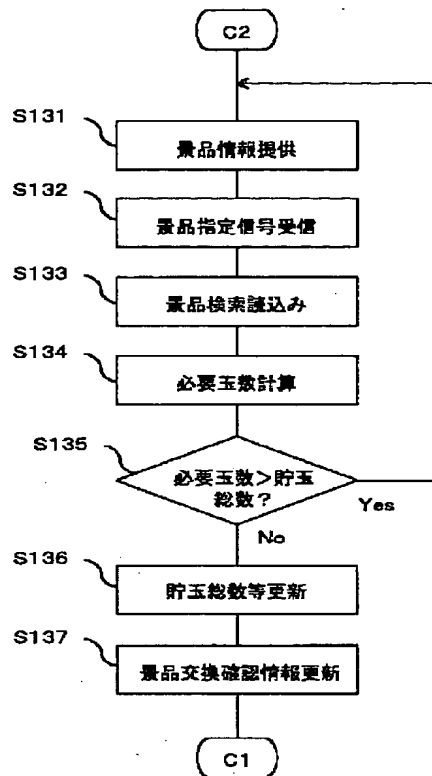 C2
S131
景品情報提供
S132
景品指定信号受信
S133
景品検索読込み
S134
必要玉数計算
S135
必要玉数>貯玉
総数?
Yes
No
S136
貯玉総数等更新
S137
景品交換確認情報更新
C1